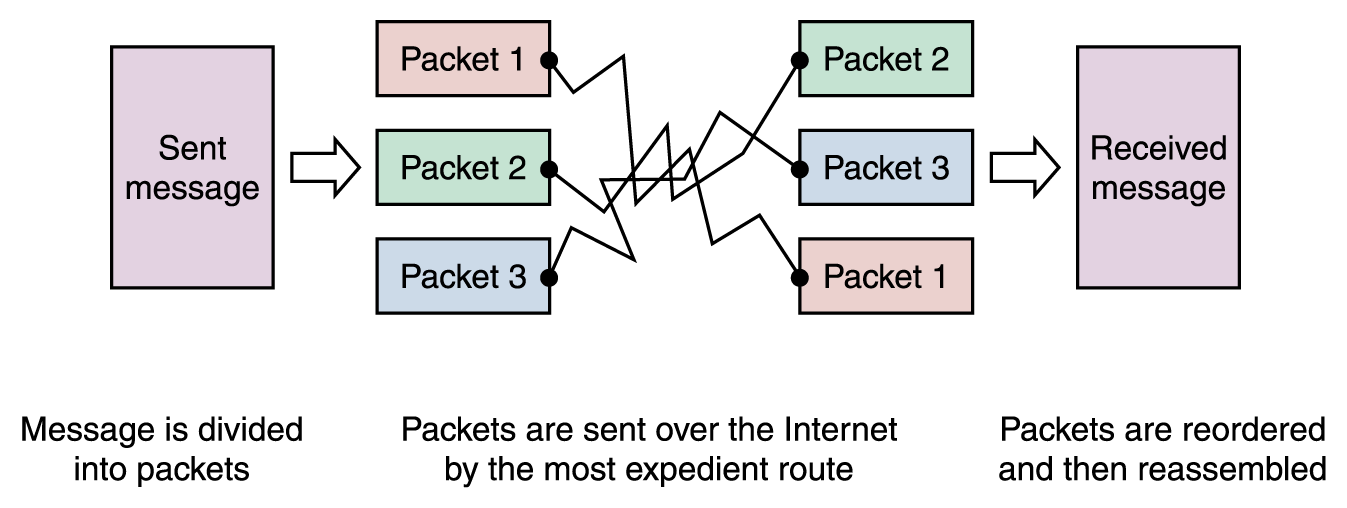 Sent
message
Packet 1
Packet 2
Packet 3
Packet 2
Packet 3
Packet 1
Received
message
Message is divided
into packets
Packets are sent over the Internet
by the most expedient route
Packets are reordered
and then reassembled